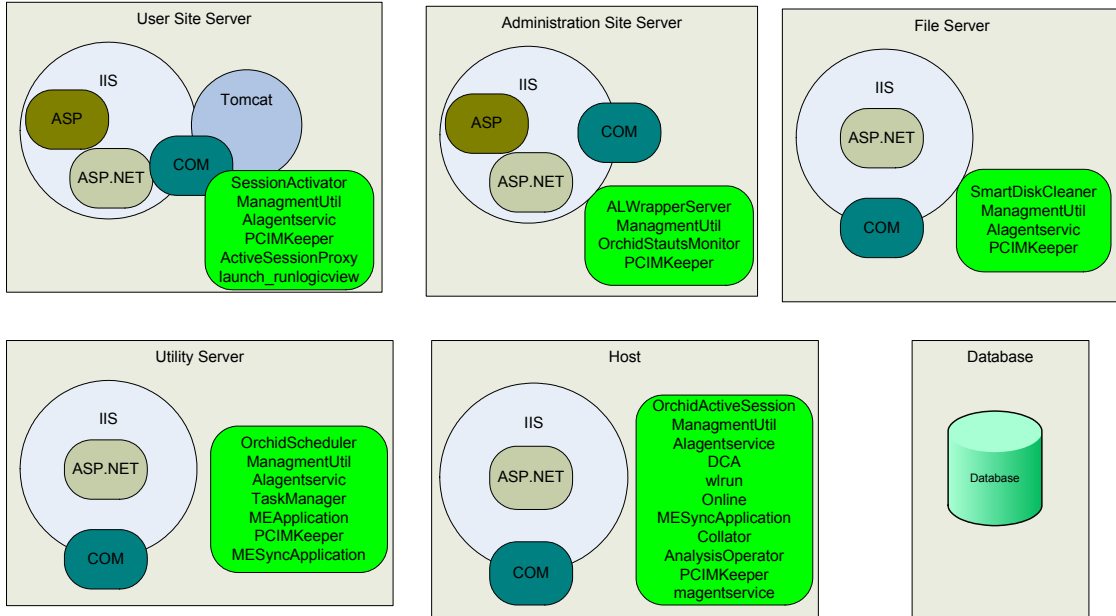 User Site Server
IIS
Tomcat
ASP
ASP.NET
COM
SessionActivator
ManagmentUtil
Alagentservic
PCIMKeeper
ActiveSessionProxy
launch_runlogicview
Administration Site Server
IIS
ASP
COM
ASP.NET
ALWrapperServer
ManagmentUtil
OrchidStautsMonitor
PCIMKeeper
File Server
IIS
ASP.NET
COM
SmartDiskCleaner
ManagmentUtil
Alagentservic
PCIMKeeper
Utility Server
IIS
ASP.NET
COM
OrchidScheduler
ManagmentUtil
Alagentservic
TaskManager
MEApplication
PCIMKeeper
MESyncApplication
Host
IIS
ASP.NET
COM
OrchidActiveSession
ManagmentUtil
Alagentservice
DCA
wlrun
Online
MESyncApplication
Collator
AnalysisOperator
PCIMKeeper
magentservice
Database
Database